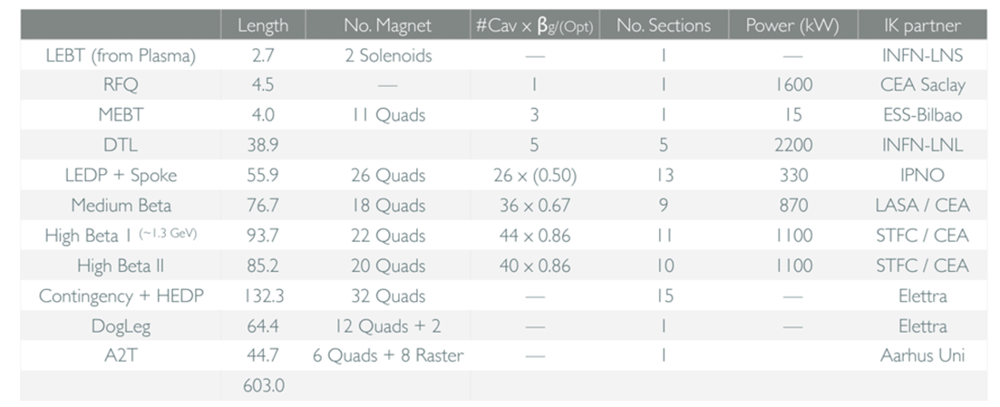 Length No. Magnet #Cav x βg/(Opt) No. Sections Power (kW) IK partner
LEBT (from Plasma) 2.7 2 Solenoids — 1 — INFN-LNS
RFQ 4.5 — 1 1 1600 CEA Saclay
MEBT 4.0 11 Quads 3 1 15 ESS-Bilbao
DTL 38.9 5 5 2200 INFN-LNL
LEDP + Spoke 55.9 26 Quads 26 x (0.50) 13 330 IPNO
Medium Beta 76.7 18 Quads 36 x 0.67 9 870 LASA / CEA
High Beta I (~1.3 GeV) 93.7 22 Quads 44 x 0.86 11 1100 STFC / CEA
High Beta II 85.2 20 Quads 40 x 0.86 10 1100 STFC / CEA
Contingency + HEDP 132.3 32 Quads — 15 — Elettra
DogLeg 64.4 12 Quads + 2 — 1 — Elettra
A2T 44.7 6 Quads + 8 Raster — 1 Aarhus Uni
603.0